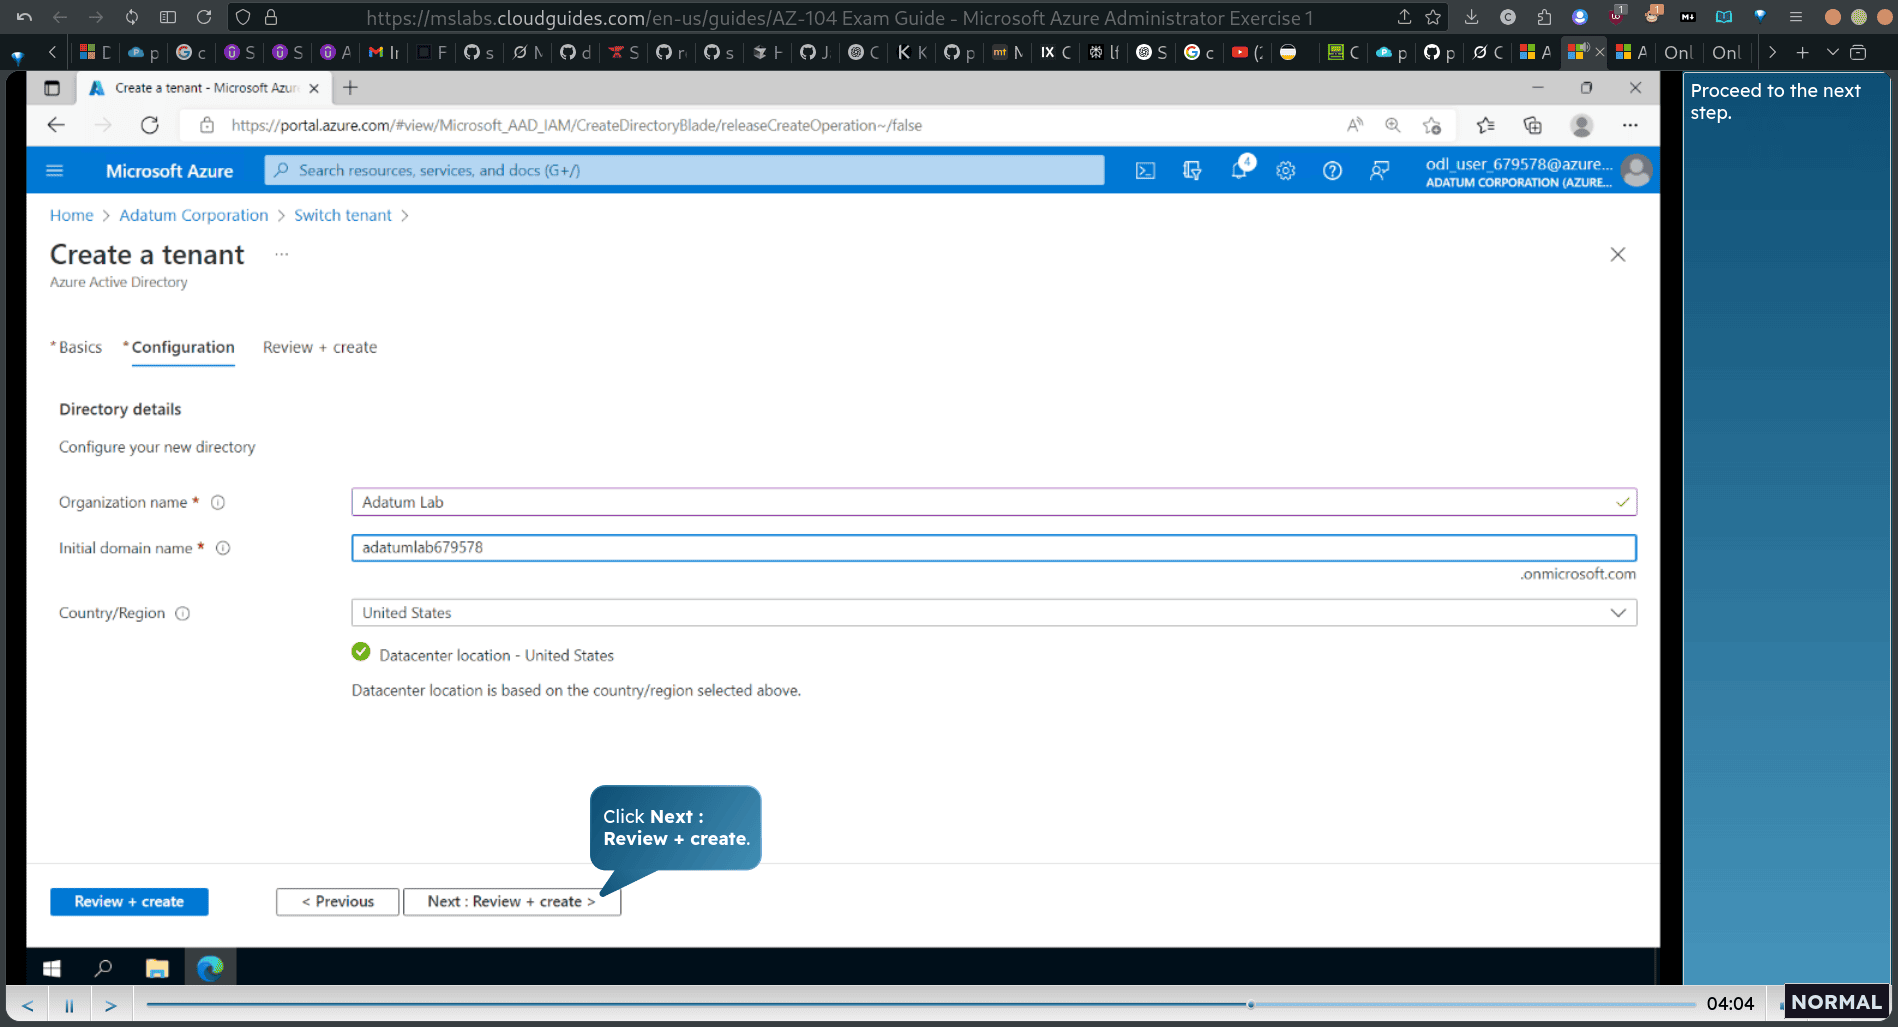 https://mslabs.cloudguides.com/en-us/guides/AZ-104 Exam Guide - Microsoft Azure Administrator Exercise 1
Create a tenant - Microsoft Azur
https://portal.azure.com/#view/Microsoft_AAD_IAM/CreateDirectoryBlade/releaseCreateOperation~/false
Microsoft Azure
Search resources, services, and docs (G+/)
4
odl_user_679578@azure...
ADATUM CORPORATION (AZURE...
Home > Adatum Corporation > Switch tenant >
Create a tenant ...
Azure Active Directory
* Basics * Configuration Review + create
Directory details
Configure your new directory
Organization name * Adatum Lab
Initial domain name * adatumlab679578
.onmicrosoft.com
Country/Region United States
Datacenter location - United States
Datacenter location is based on the country/region selected above.
Click Next :
Review + create.
Review + create < Previous Next : Review + create >
Proceed to the next
step.
04:04
NORMAL